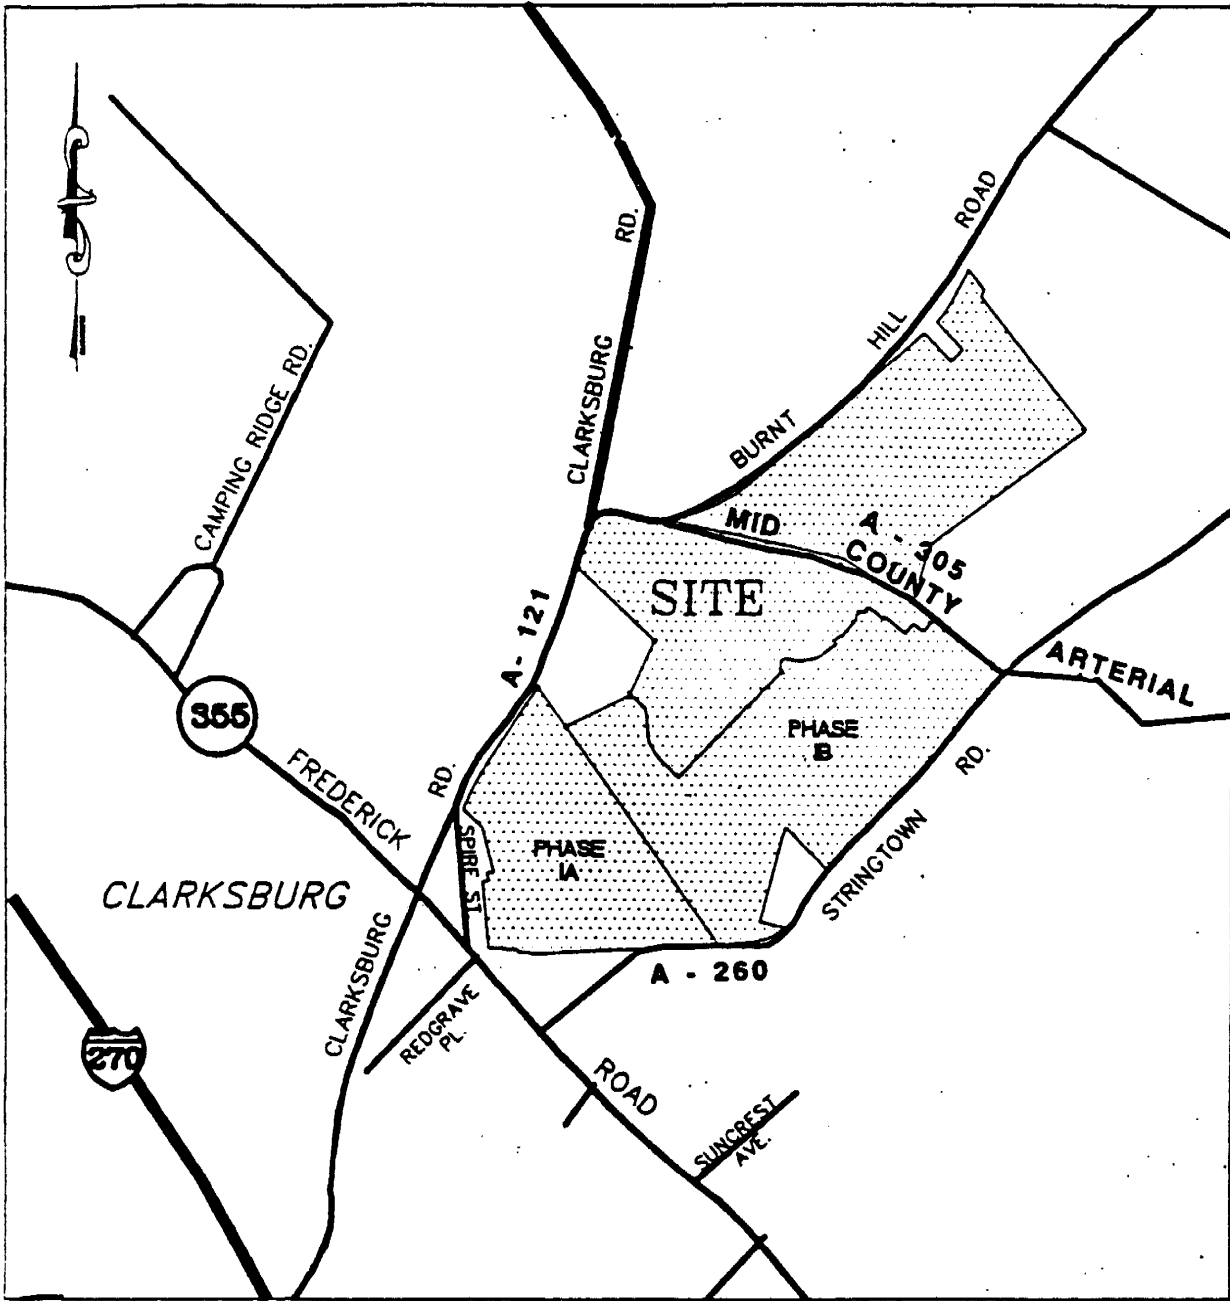 ROAD
RD.
HILL
CAMPING RIDGE RD.
CLARKSBURG
BURNT
MID
A - 305
COUNTY
SITE
A - 121
ARTERIAL
355
PHASE
IB
RD.
FREDERICK
RD.
SPIRE ST.
PHASE
IA
STRINGTOWN
CLARKSBURG
CLARKSBURG
A - 260
REDGRAVE
PL.
270
ROAD
SUNCREST
AVE.